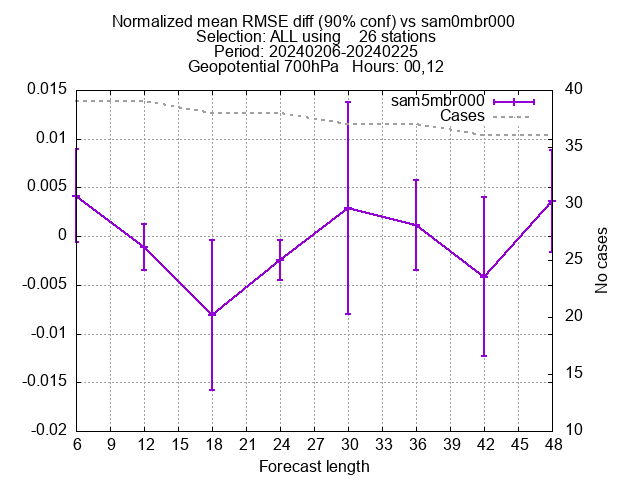 Normalized mean RMSE diff (90% conf) vs sam0mbr000
Selection: ALL using    26 stations
Period: 20240206-20240225
Geopotential 700hPa   Hours: 00,12
sam5mbr000
Cases
0.015
0.01
0.005
0
-0.005
-0.01
-0.015
-0.02
40
35
30
25
20
15
10
No cases
6 9 12 15 18 21 24 27 30 33 36 39 42 45 48
Forecast length